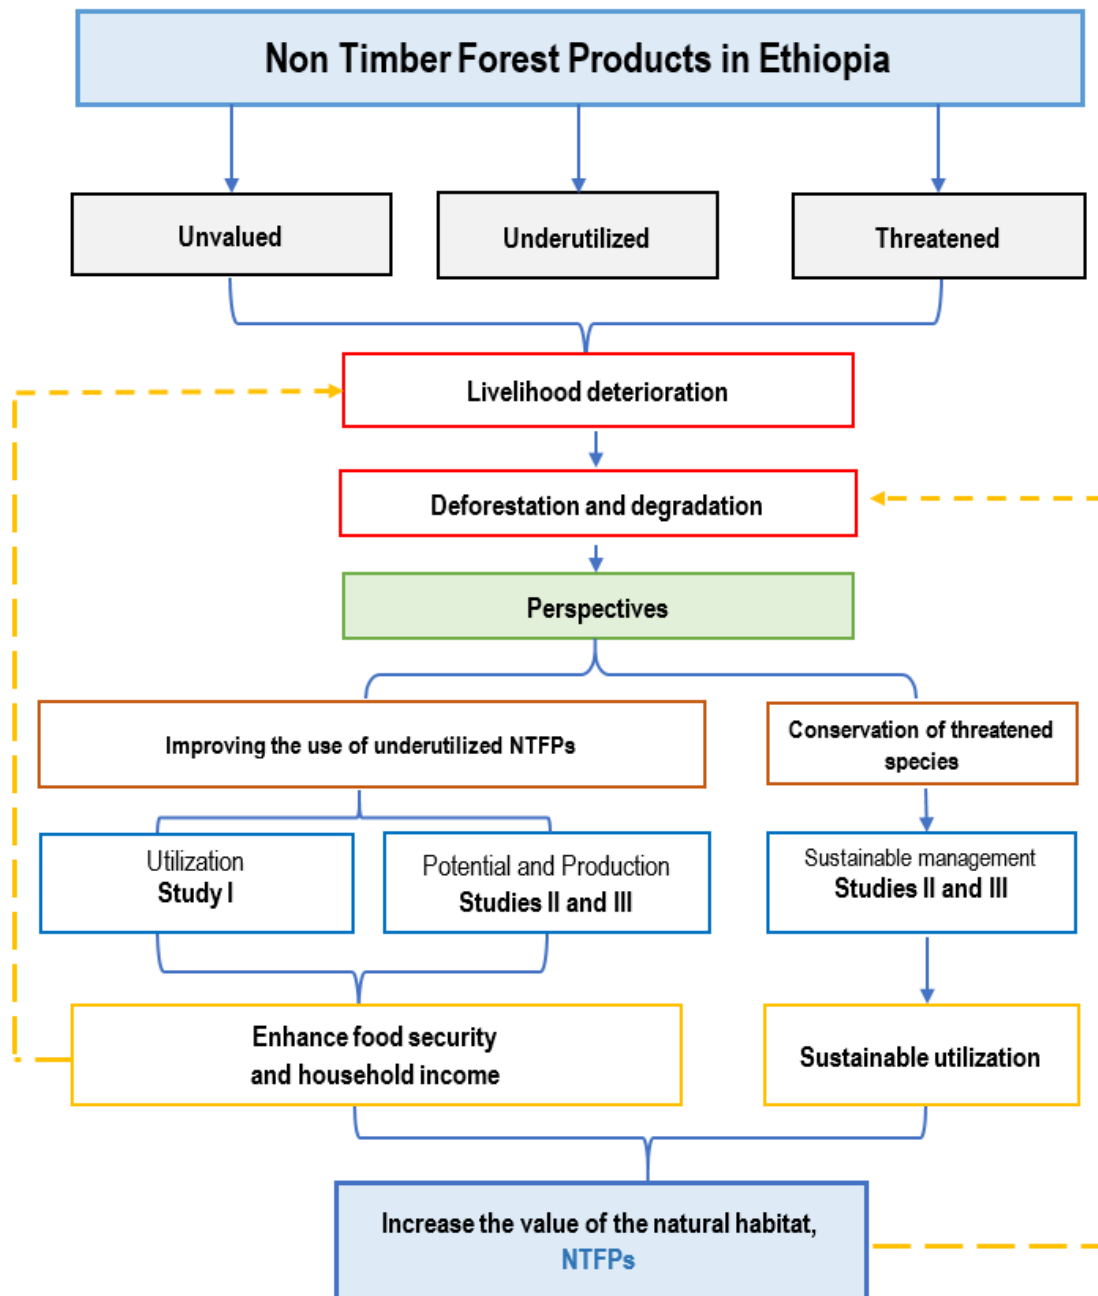 Non Timber Forest Products in Ethiopia
Unvalued
Underutilized
Threatened
Livelihood deterioration
Deforestation and degradation
Perspectives
Improving the use of underutilized NTFPs
Conservation of threatened
species
Utilization
Study I
Potential and Production
Studies II and III
Sustainable management
Studies II and III
Enhance food security
and household income
Sustainable utilization
Increase the value of the natural habitat,
NTFPs